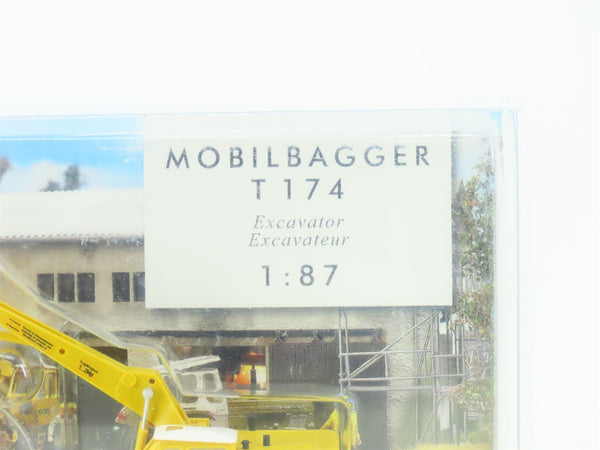 MOBILBAGGER
T 174
Excavator
Excavateur
1:87